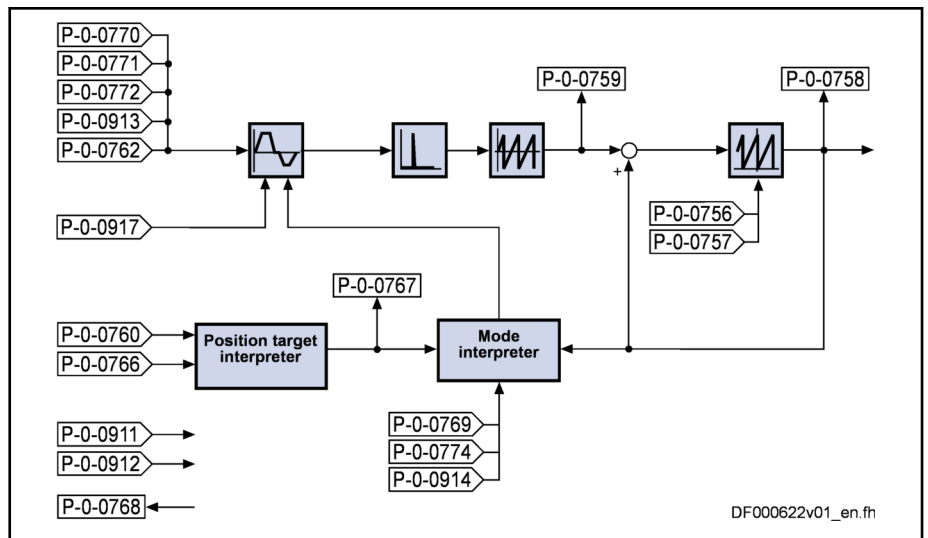 P-0-0770
P-0-0771
P-0-0772
P-0-0913
P-0-0762
P-0-0759
P-0-0758
+
P-0-0917
P-0-0756
P-0-0757
P-0-0767
P-0-0760
P-0-0766
Position target
interpreter
Mode
interpreter
P-0-0911
P-0-0912
P-0-0768
P-0-0769
P-0-0774
P-0-0914
DF000622v01_en.fh